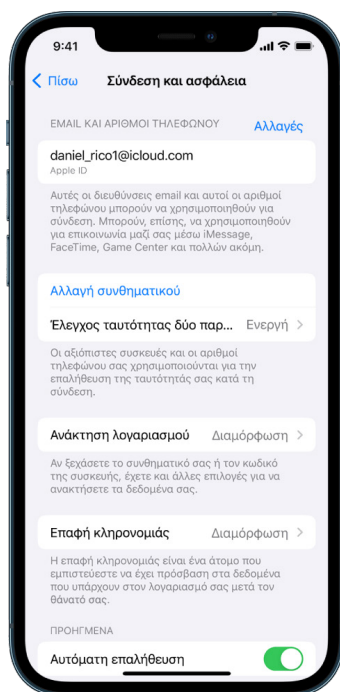 9:41
Πίσω Σύνδεση και ασφάλεια
EMAIL ΚΑΙ ΑΡΙΘΜΟΙ ΤΗΛΕΦΩΝΟΥ Αλλαγές
daniel_rico1@icloud.com
Apple ID
Αυτές οι διευθύνσεις email και αυτοί οι αριθμοί
τηλεφώνου μπορούν να χρησιμοποιηθούν για
σύνδεση. Μπορούν, επίσης, να χρησιμοποιηθούν
για επικοινωνία μαζί σας μέσω iMessage,
FaceTime, Game Center και πολλών ακόμη.
Αλλαγή συνθηματικού
Έλεγχος ταυτότητας δύο παρ... Ενεργή
Οι αξιόπιστες συσκευές και οι αριθμοί
τηλεφώνου σας χρησιμοποιούνται για την
επαλήθευση της ταυτότητάς σας κατά τη
σύνδεση.
Ανάκτηση λογαριασμού Διαμόρφωση
Αν ξεχάσετε το συνθηματικό σας ή τον κωδικό
της συσκευής, έχετε και άλλες επιλογές για να
ανακτήσετε τα δεδομένα σας.
Επαφή κληρονομιάς Διαμόρφωση
Η επαφή κληρονομιάς είναι ένα άτομο που
εμπιστεύεστε να έχει πρόσβαση στα δεδομένα
που υπάρχουν στον λογαριασμό σας μετά τον
θάνατό σας.
ΠΡΟΗΓΜΕΝΑ
Αυτόματη επαλήθευση